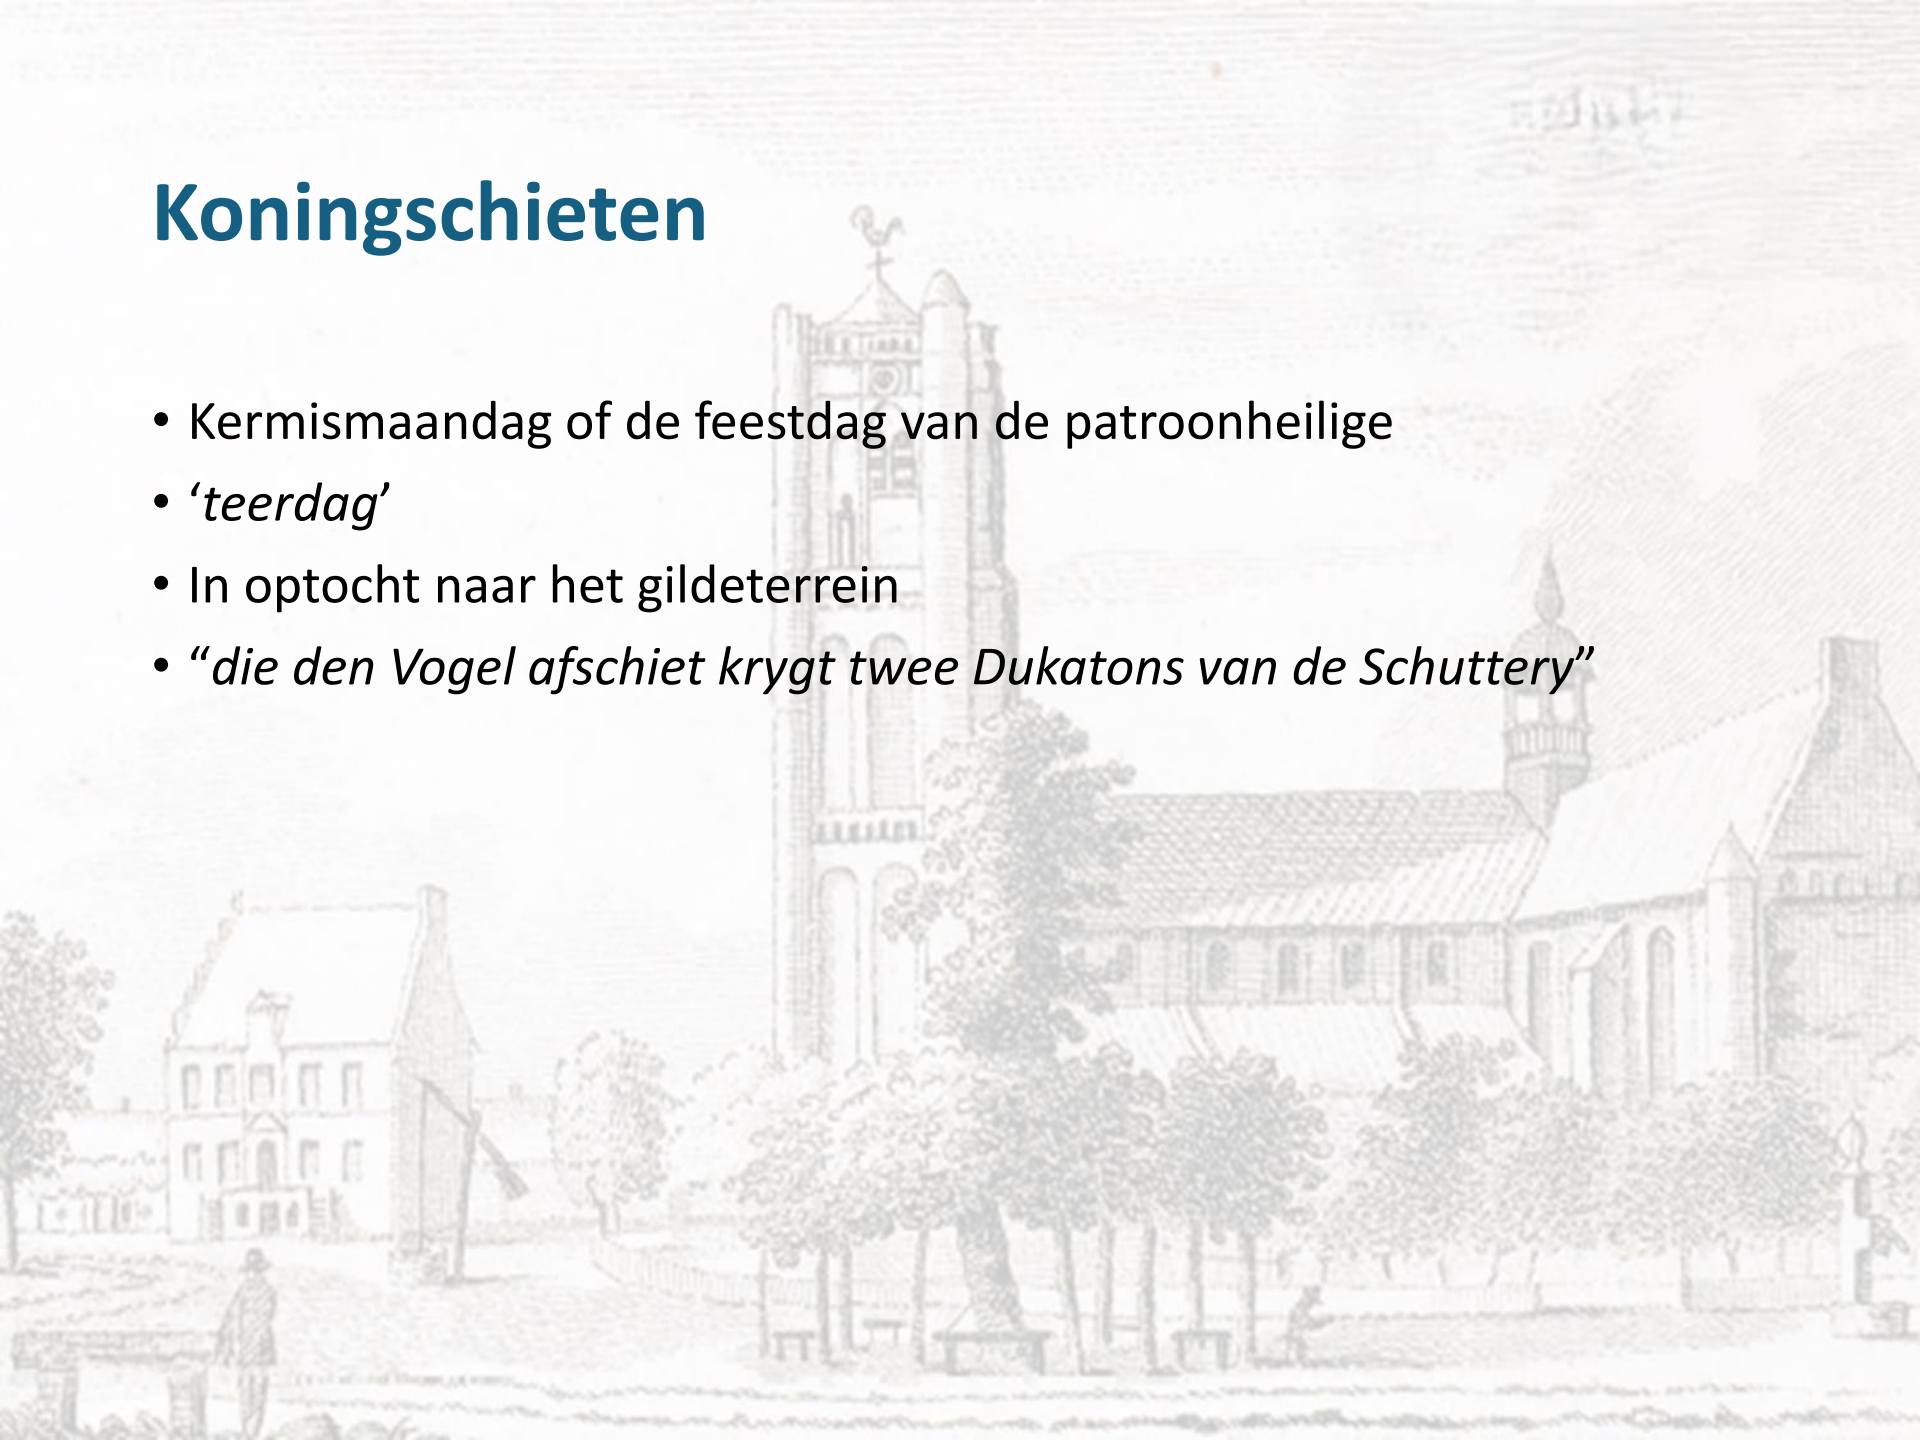 Koningschieten
• Kermismaandag of de feestdag van de patroonheilige
• ‘teerdag’
• In optocht naar het gildeterrein
• “die den Vogel afschiet krygt twee Dukatons van de Schuttery”